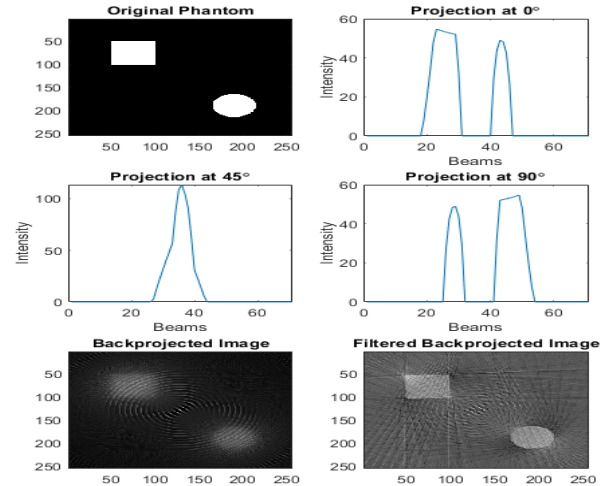 Original Phantom
50
100
150
200
250
50 100 150 200 250
Projection at 0°
Intensity
60
40
20
0
0 20 40 60
Beams
Projection at 45°
Intensity
100
50
0
0 20 40 60
Beams
Projection at 90°
Intensity
60
40
20
0
0 20 40 60
Beams
Backprojected Image
50
100
150
200
250
50 100 150 200 250
Filtered Backprojected Image
50
100
150
200
250
50 100 150 200 250